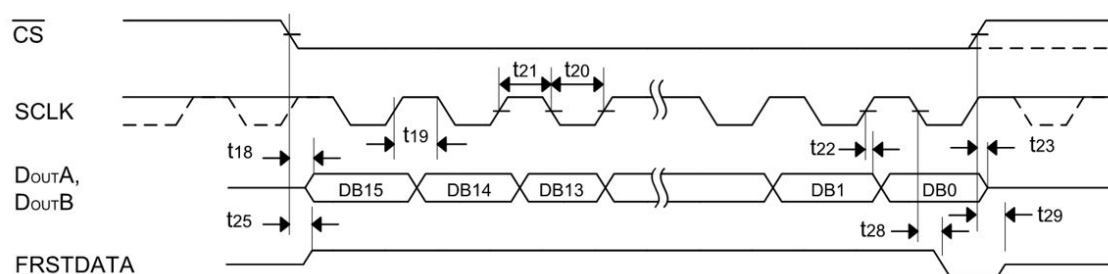 CS
t21 t20
SCLK
t18 t19 t22 t23
DOUTA,
DOUTB
DB15 DB14 DB13 DB1 DB0
t25 t28 t29
FRSTDATA